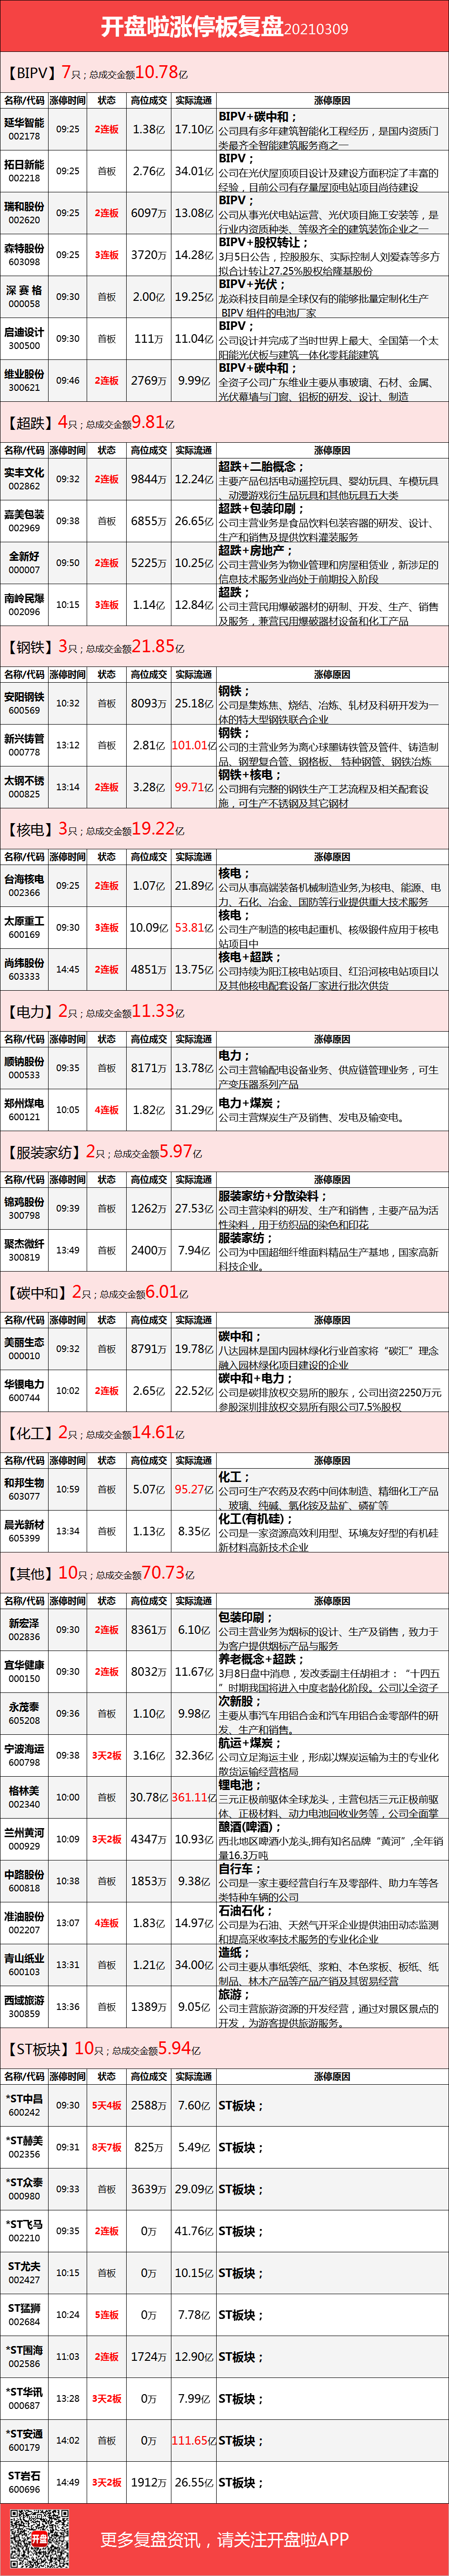 开盘啦涨停板复盘20210309
【BIPV】7只；总成交金额10.78亿
名称/代码 涨停时间 状态 高位成交 实际流通 涨停原因
延华智能 002178 09:25 2连板 1.38亿 17.10亿 BIPV+碳中和；
公司具有多年建筑智能化工程经历，是国内资质门
类最齐全智能建筑服务商之一
拓日新能 002218 09:25 首板 2.76亿 34.01亿 BIPV；
公司在光伏屋顶项目设计及建设方面积淀了丰富的
经验，目前公司有存量屋顶电站项目尚待建设
瑞和股份 002620 09:25 2连板 6097万 13.08亿 BIPV；
公司从事光伏电站运营、光伏项目施工安装等，是
行业内资质种类、等级齐全的建筑装饰企业之一
森特股份 603098 09:25 3连板 3720万 14.28亿 BIPV+股权转让；
3月5日公告，控股股东、实际控制人刘爱森等多方
拟合计转让27.25%股权给隆基股份
深 赛 格 000058 09:30 首板 2.00亿 19.25亿 BIPV+光伏；
龙焱科技目前是全球仅有的能够批量定制化生产
BIPV 组件的电池厂家
启迪设计 300500 09:30 首板 111万 11.04亿 BIPV；
公司设计并完成了当时世界上最大、全国第一个太
阳能光伏板与建筑一体化零耗能建筑
维业股份 300621 09:46 2连板 2769万 9.99亿 BIPV+碳中和；
全资子公司广东维业主要从事玻璃、石材、金属、
光伏幕墙与门窗、铝板的研发、设计、制造
【超跌】4只；总成交金额9.81亿
名称/代码 涨停时间 状态 高位成交 实际流通 涨停原因
实丰文化 002862 09:32 2连板 9844万 12.24亿 超跌+二胎概念；
主要产品包括电动遥控玩具、婴幼玩具、车模玩具
、动漫游戏衍生品玩具和其他玩具五大类
嘉美包装 002969 09:38 首板 6855万 26.65亿 超跌+包装印刷；
公司主营业务是食品饮料包装容器的研发、设计、
生产和销售及提供饮料灌装服务
全新好 000007 09:50 2连板 5225万 10.25亿 超跌+房地产；
公司主营业务为物业管理和房屋租赁业，新涉足的
信息技术服务业尚处于前期投入阶段
南岭民爆 002096 10:15 3连板 1.14亿 12.84亿 超跌；
公司主营民用爆破器材的研制、开发、生产、销售
及服务，兼营民用爆破器材设备和化工产品
【钢铁】3只；总成交金额21.85亿
名称/代码 涨停时间 状态 高位成交 实际流通 涨停原因
安阳钢铁 600569 10:32 首板 8093万 25.18亿 钢铁；
公司是集炼焦、烧结、冶炼、轧材及科研开发为一
体的特大型钢铁联合企业
新兴铸管 000778 13:12 首板 2.81亿 101.01亿 钢铁；
公司的主营业务为离心球墨铸铁管及管件、铸造制
品、钢塑复合管、钢格板、 特种钢管、钢铁冶炼
太钢不锈 000825 13:14 2连板 3.28亿 99.71亿 钢铁+核电；
公司拥有完整的钢铁生产工艺流程及相关配套设
施，可生产不锈钢及其它钢材
【核电】3只；总成交金额19.22亿
名称/代码 涨停时间 状态 高位成交 实际流通 涨停原因
台海核电 002366 09:25 2连板 1.07亿 21.89亿 核电；
公司从事高端装备机械制造业务,为核电、能源、电
力、石化、冶金、国防等行业提供重大技术服务
太原重工 600169 09:30 3连板 10.09亿 53.81亿 核电；
公司生产制造的核电起重机、核级锻件应用于核电
站项目中
尚纬股份 603333 14:45 2连板 4851万 13.75亿 核电+超跌；
公司持续为阳江核电站项目、红沿河核电站项目以
及其他核电配套设备厂家进行批次供货
【电力】2只；总成交金额11.33亿
名称/代码 涨停时间 状态 高位成交 实际流通 涨停原因
顺钠股份 000533 09:35 首板 8171万 13.78亿 电力；
公司主营输配电设备业务、供应链管理业务，可生
产变压器系列产品
郑州煤电 600121 10:05 4连板 1.82亿 31.29亿 电力+煤炭；
公司主营煤炭生产及销售、发电及输变电。
【服装家纺】2只；总成交金额5.97亿
名称/代码 涨停时间 状态 高位成交 实际流通 涨停原因
锦鸡股份 300798 09:39 首板 1262万 27.53亿 服装家纺+分散染料；
公司主营染料的研发、生产和销售，主要产品为活
性染料，用于纺织品的染色和印花
聚杰微纤 300819 13:49 首板 2400万 7.94亿 服装家纺；
公司为中国超细纤维面料精品生产基地，国家高新
科技企业。
【碳中和】2只；总成交金额6.01亿
名称/代码 涨停时间 状态 高位成交 实际流通 涨停原因
美丽生态 000010 09:32 首板 8791万 19.78亿 碳中和；
八达园林是国内园林绿化行业首家将“碳汇”理念
融入园林绿化项目建设的企业
华银电力 600744 10:02 2连板 2.65亿 22.52亿 碳中和+电力；
公司是碳排放权交易所的股东，公司出资2250万元
参股深圳排放权交易所有限公司7.5%股权
【化工】2只；总成交金额14.61亿
名称/代码 涨停时间 状态 高位成交 实际流通 涨停原因
和邦生物 603077 10:59 首板 5.07亿 95.27亿 化工；
公司可生产农药及农药中间体制造、精细化工产品
、玻璃、纯碱、氯化铵及盐矿、磷矿等
晨光新材 605399 13:34 首板 1.13亿 8.35亿 化工(有机硅)；
公司是一家资源高效利用型、环境友好型的有机硅
新材料高新技术企业
【其他】10只；总成交金额70.73亿
名称/代码 涨停时间 状态 高位成交 实际流通 涨停原因
新宏泽 002836 09:30 2连板 8361万 6.10亿 包装印刷；
公司主营业务为烟标的设计、生产及销售，致力于
为客户提供烟标产品与服务
宜华健康 000150 09:30 2连板 8032万 11.67亿 养老概念+超跌；
3月8日盘中消息，发改委副主任胡祖才：“十四五
”时期我国将进入中度老龄化阶段。公司以全资子
永茂泰 605208 09:36 首板 1.10亿 9.98亿 次新股；
主要从事汽车用铝合金和汽车用铝合金零部件的研
发、生产和销售。
宁波海运 600798 09:38 3天2板 3.16亿 32.36亿 航运+煤炭；
公司立足海运主业，形成以煤炭运输为主的专业化
散货运输经营格局
格林美 002340 10:00 首板 30.78亿 361.11亿 锂电池；
三元正极前驱体全球龙头，主营包括三元正极前驱
体、正极材料、动力电池回收业务等，公司全面掌
兰州黄河 000929 10:09 3天2板 4347万 10.93亿 酿酒(啤酒)；
西北地区啤酒小龙头,拥有知名品牌“黄河”,全年销
量16.3万吨
中路股份 600818 10:38 首板 1853万 9.38亿 自行车；
公司是一家主要经营自行车及零部件、助力车等各
类特种车辆的公司
准油股份 002207 13:07 4连板 1.83亿 14.97亿 石油石化；
公司是为石油、天然气开采企业提供油田动态监测
和提高采收率技术服务的专业化企业
青山纸业 600103 13:31 首板 1.21亿 34.00亿 造纸；
公司主要从事纸袋纸、浆粕、本色浆板、板纸、纸
制品、林木产品等产品产销及其贸易经营
西域旅游 300859 13:36 首板 1389万 9.05亿 旅游；
公司主营旅游资源的开发经营，通过对景区景点的
开发，为游客提供旅游服务。
【ST板块】10只；总成交金额5.94亿
名称/代码 涨停时间 状态 高位成交 实际流通 涨停原因
*ST中昌 600242 09:30 5天4板 2588万 7.60亿 ST板块；
*ST赫美 002356 09:31 8天7板 825万 5.49亿 ST板块；
*ST众泰 000980 09:33 首板 3639万 29.09亿 ST板块；
*ST飞马 002210 09:35 2连板 0万 41.76亿 ST板块；
ST尤夫 002427 10:15 首板 0万 10.15亿 ST板块；
ST猛狮 002684 10:24 5连板 0万 7.78亿 ST板块；
*ST围海 002586 11:03 2连板 1724万 12.90亿 ST板块；
*ST华讯 000687 13:28 3天2板 0万 7.99亿 ST板块；
*ST安通 600179 14:02 首板 0万 111.65亿 ST板块；
ST岩石 600696 14:49 3天2板 1912万 26.55亿 ST板块；
开盘
更多复盘资讯，请关注开盘啦APP